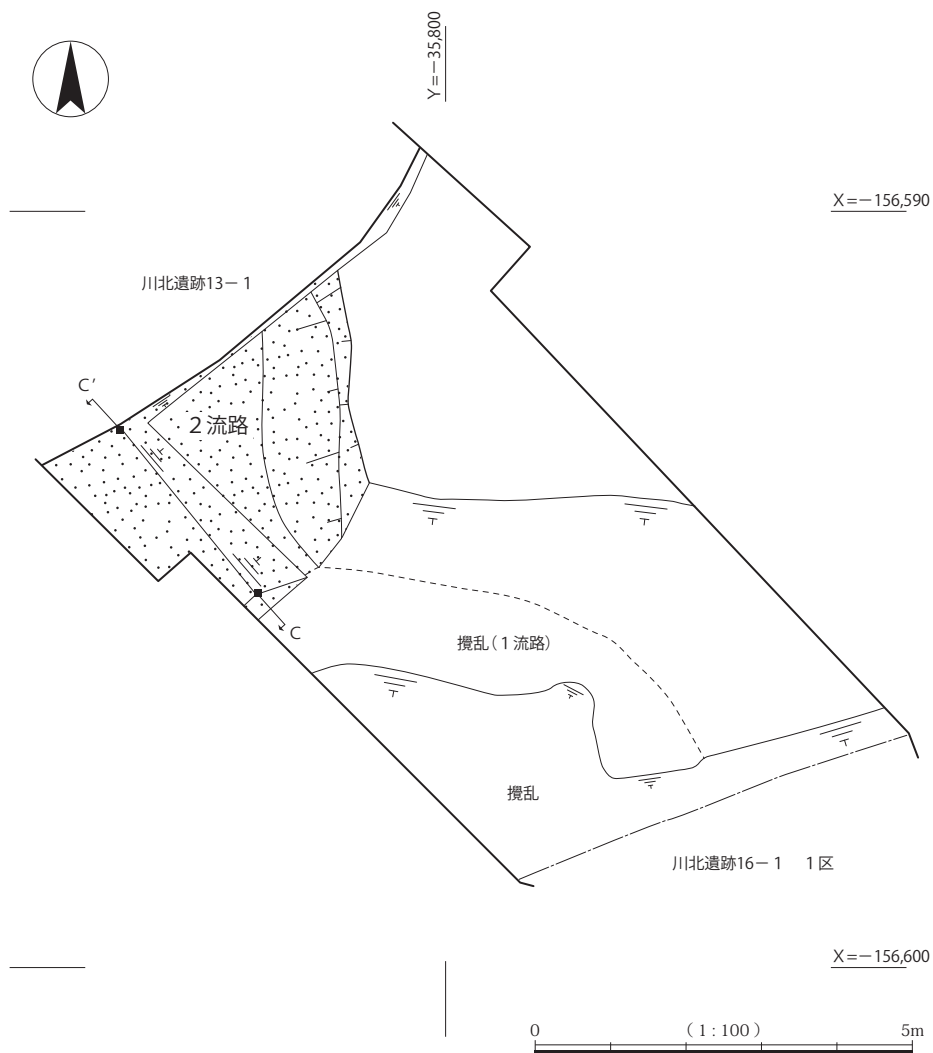 Y=−35,800
X=−156,590
川北遺跡13−1
C′
2流路
C
攪乱(1流路)
攪乱
川北遺跡16−1 1区
X=−156,600
0 (1:100) 5m